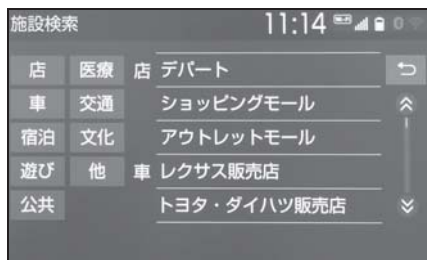 施設検索 11:14
店 医療 店 デパート
車 交通 ショッピングモール
宿泊 文化 アウトレットモール
遊び 他 車 レクサス販売店
公共 トヨタ・ダイハツ販売店